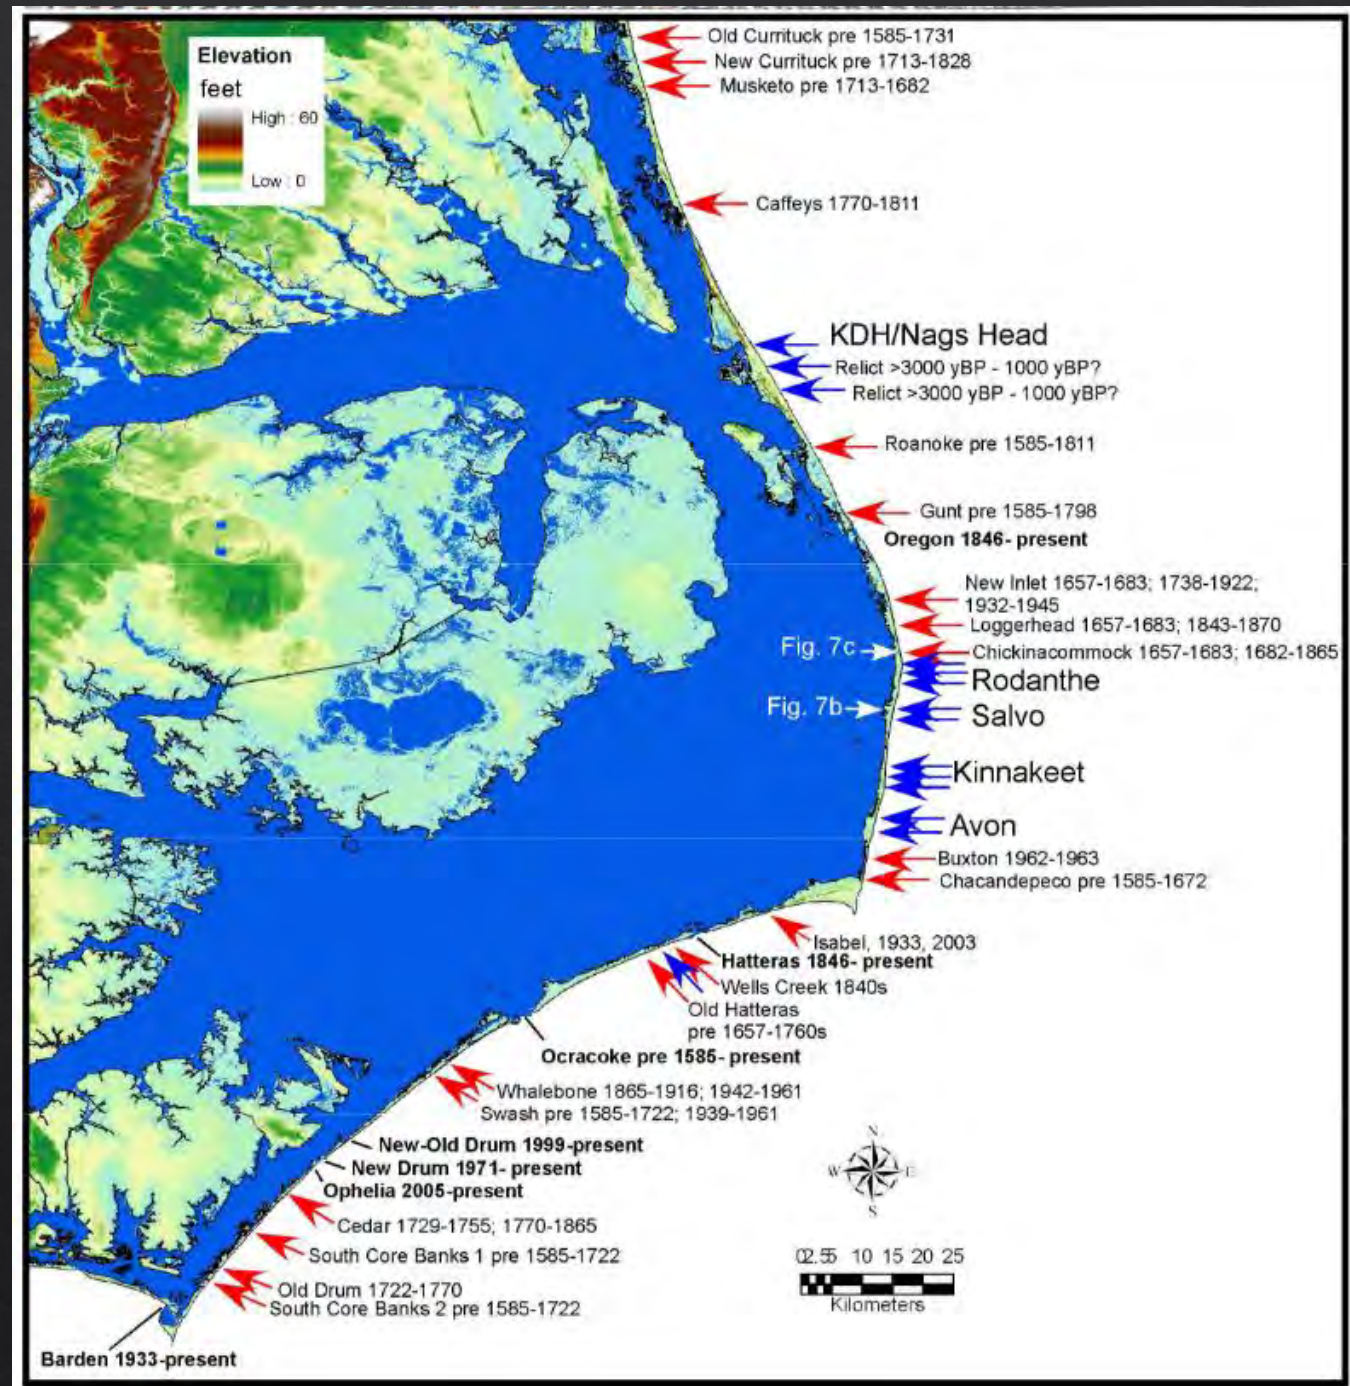 Elevation
feet
High : 60
Low : 0
Old Currituck pre 1585-1731
New Currituck pre 1713-1828
Musketo pre 1713-1682
Caffeys 1770-1811
KDH/Nags Head
Relict >3000 yBP - 1000 yBP?
Relict >3000 yBP - 1000 yBP?
Roanoke pre 1585-1811
Gunt pre 1585-1798
Oregon 1846- present
New Inlet 1657-1683; 1738-1922;
1932-1945
Loggerhead 1657-1683; 1843-1870
Fig. 7c
Chickinacommock 1657-1683; 1682-1865
Rodanthe
Fig. 7b
Salvo
Kinnakeet
Avon
Buxton 1962-1963
Chacandepeco pre 1585-1672
Isabel, 1933, 2003
Hatteras 1846- present
Wells Creek 1840s
Old Hatteras
pre 1657-1760s
Ocracoke pre 1585- present
Whalebone 1865-1916; 1942-1961
Swash pre 1585-1722; 1939-1961
New-Old Drum 1999-present
New Drum 1971- present
Ophelia 2005-present
Cedar 1729-1755; 1770-1865
South Core Banks 1 pre 1585-1722
Old Drum 1722-1770
South Core Banks 2 pre 1585-1722
Barden 1933-present
N
W E
S
0 2.5 5 10 15 20 25
Kilometers